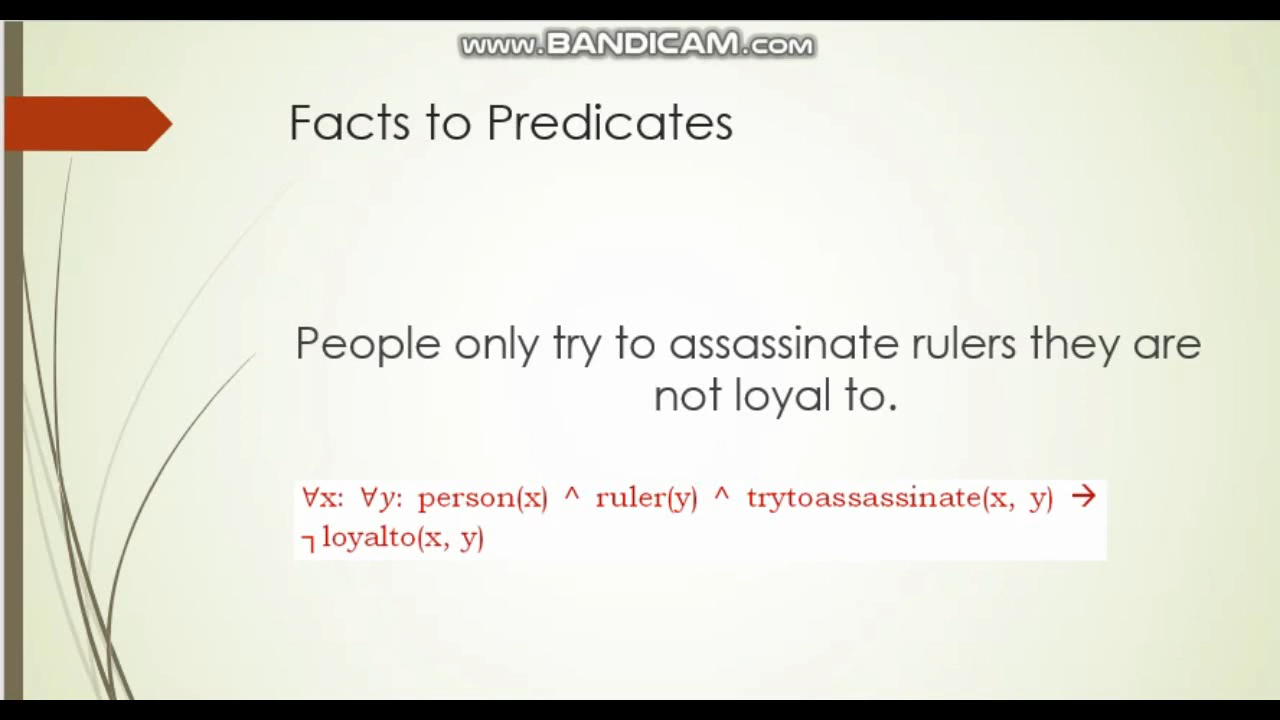 www.BANDICAM.com
Facts to Predicates
People only try to assassinate rulers they are
not loyal to.
∀x: ∀y: person(x) ^ ruler(y) ^ trytoassassinate(x, y) →
┐loyalto(x, y)